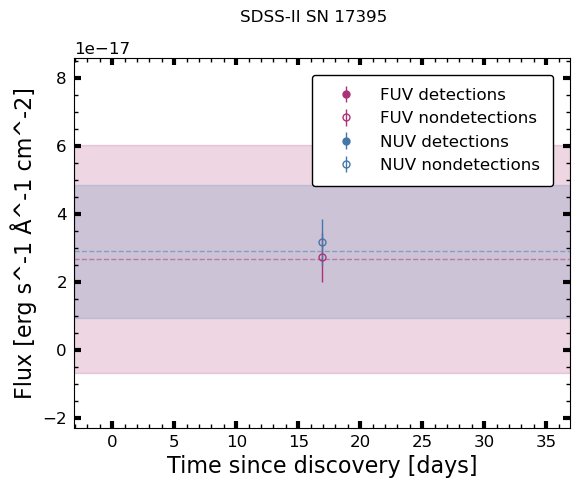 SDSS-II SN 17395
1e−17
8
6
4
2
0
−2
Flux [erg s^-1 Å^-1 cm^-2]
FUV detections
FUV nondetections
NUV detections
NUV nondetections
0 5 10 15 20 25 30 35
Time since discovery [days]